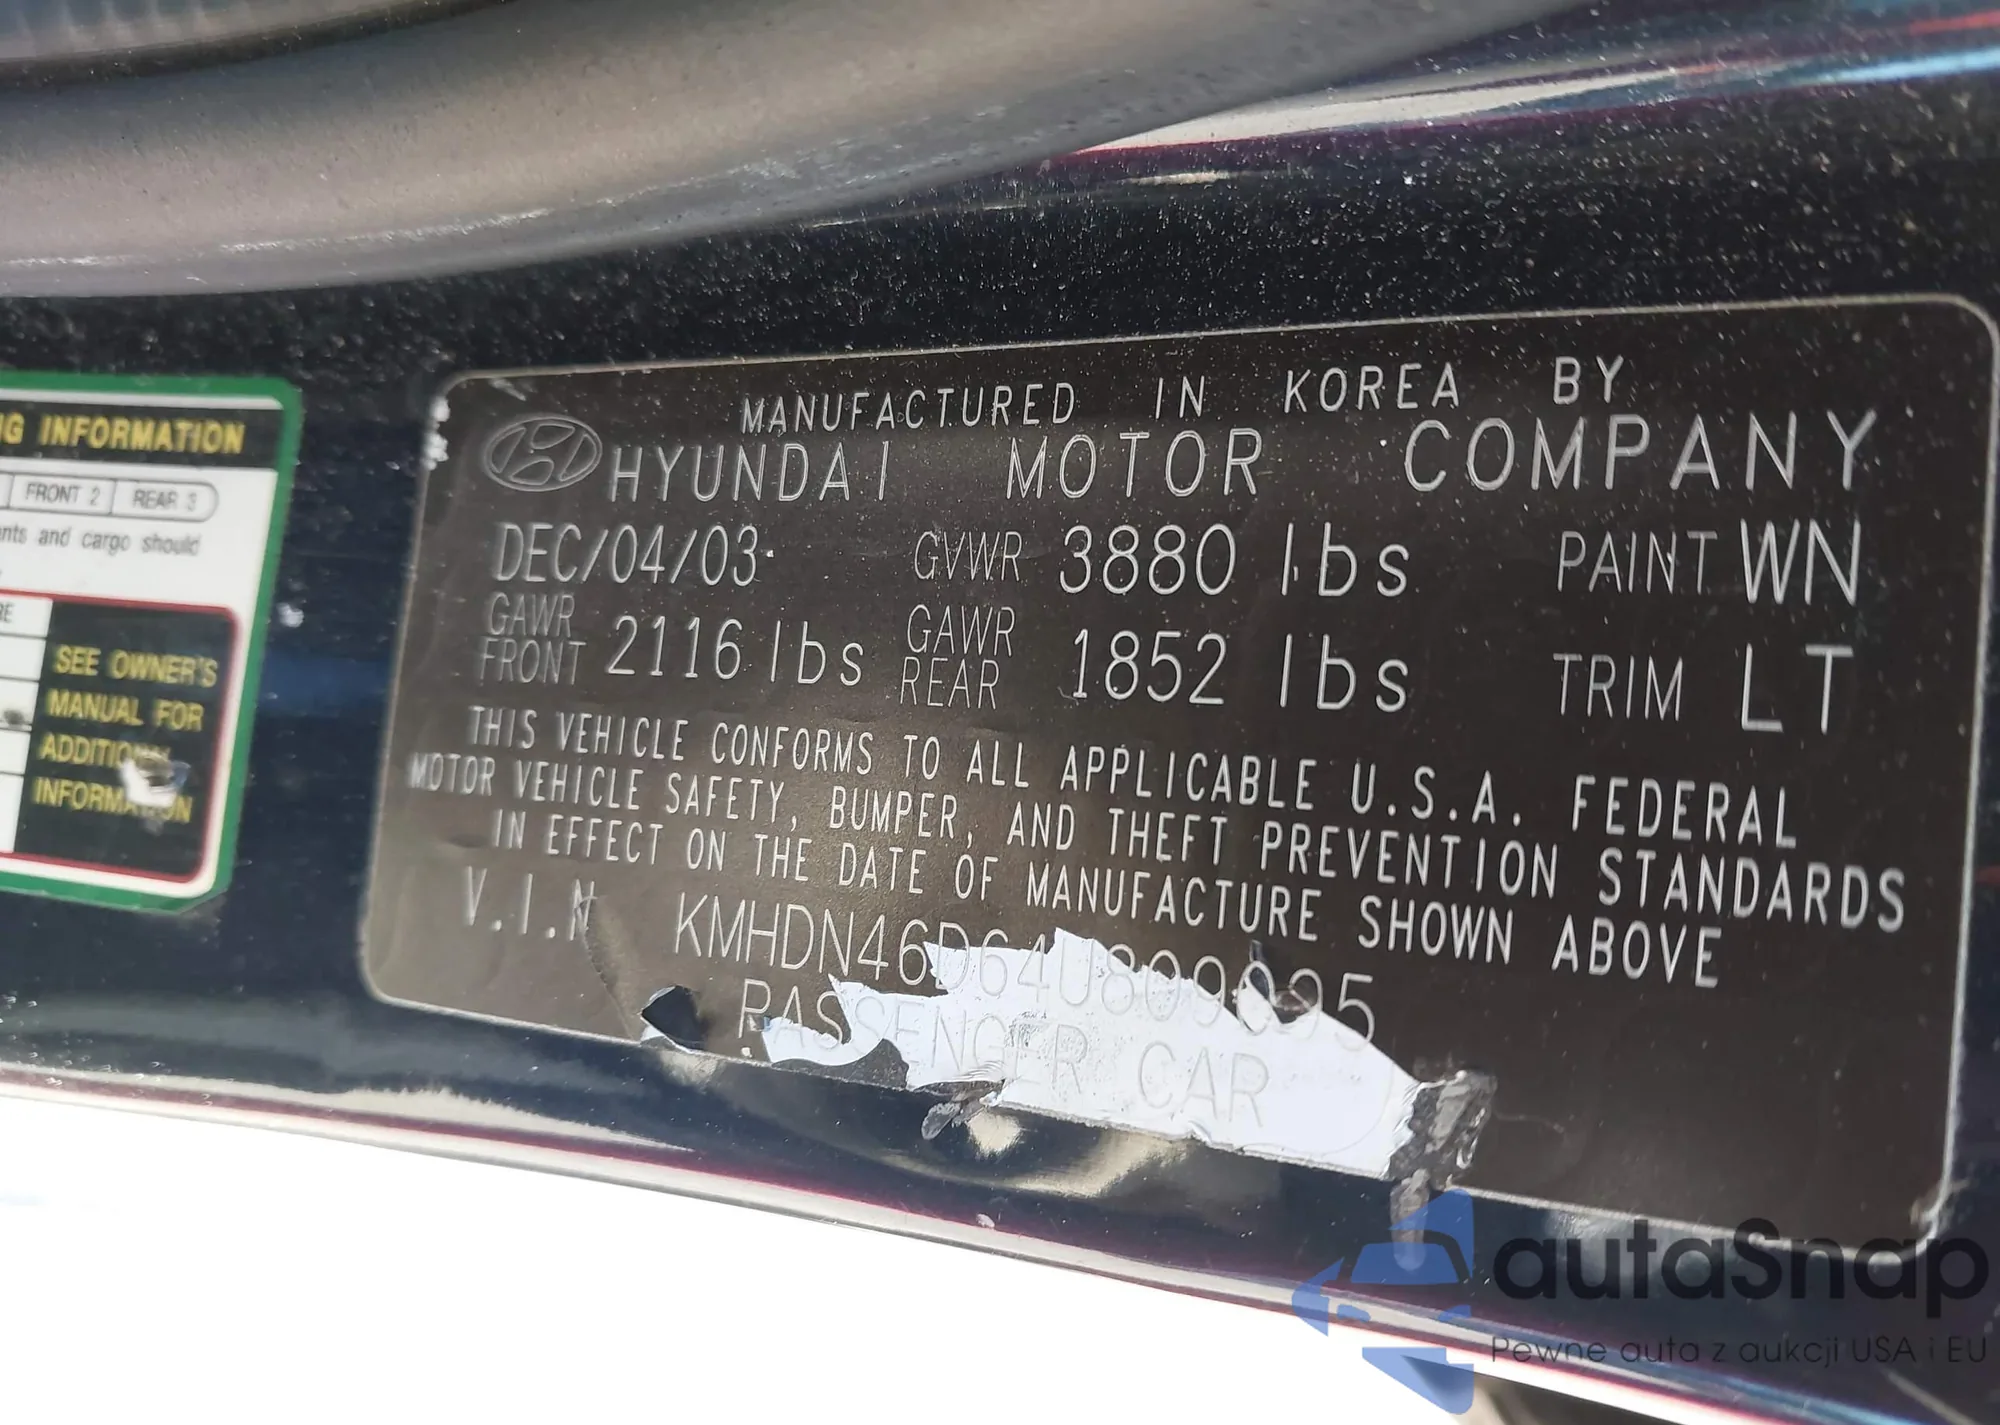 G INFORMATION
FRONT 2 REAR 3
nts and cargo should
SEE OWNER'S
MANUAL FOR
ADDITIONAL
INFORMATION
MANUFACTURED IN KOREA BY
HYUNDAI MOTOR COMPANY
DEC/04/03 GVWR 3880 lbs PAINT WN
GAWR FRONT 2116 lbs GAWR REAR 1852 lbs TRIM LT
THIS VEHICLE CONFORMS TO ALL APPLICABLE U.S.A. FEDERAL
MOTOR VEHICLE SAFETY, BUMPER, AND THEFT PREVENTION STANDARDS
IN EFFECT ON THE DATE OF MANUFACTURE SHOWN ABOVE
V.I.N KMHDN46D64U809095
PASSENGER CAR
autaSnap
Pewne auta z aukcji USA i EU